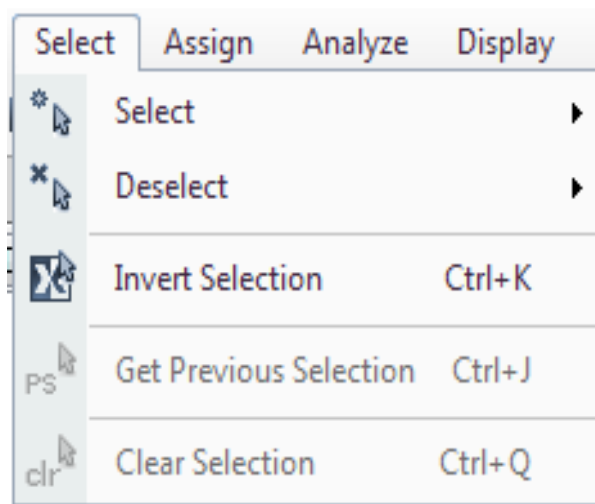 Select Assign Analyze Display
Select
Deselect
Invert Selection Ctrl+K
PS Get Previous Selection Ctrl+J
clr Clear Selection Ctrl+Q